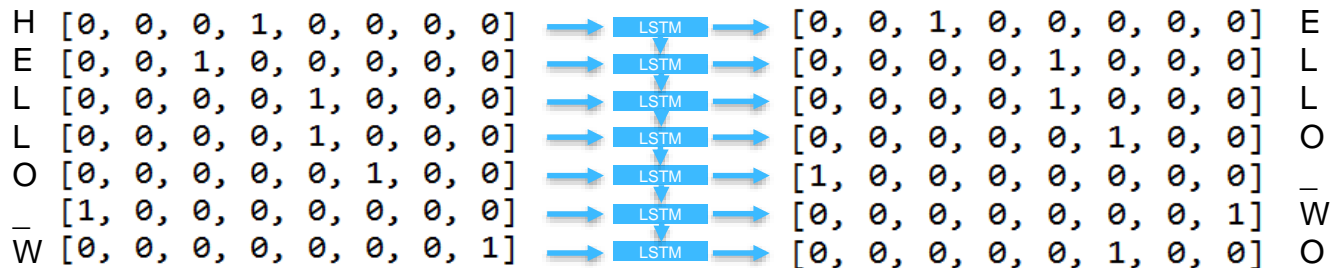 H [0, 0, 0, 1, 0, 0, 0, 0] LSTM [0, 0, 1, 0, 0, 0, 0, 0] E
E [0, 0, 1, 0, 0, 0, 0, 0] LSTM [0, 0, 0, 0, 1, 0, 0, 0] L
L [0, 0, 0, 0, 1, 0, 0, 0] LSTM [0, 0, 0, 0, 1, 0, 0, 0] L
L [0, 0, 0, 0, 1, 0, 0, 0] LSTM [0, 0, 0, 0, 0, 1, 0, 0] O
O [0, 0, 0, 0, 0, 1, 0, 0] LSTM [1, 0, 0, 0, 0, 0, 0, 0] _
_ [1, 0, 0, 0, 0, 0, 0, 0] LSTM [0, 0, 0, 0, 0, 0, 0, 1] W
W [0, 0, 0, 0, 0, 0, 0, 1] LSTM [0, 0, 0, 0, 0, 1, 0, 0] O